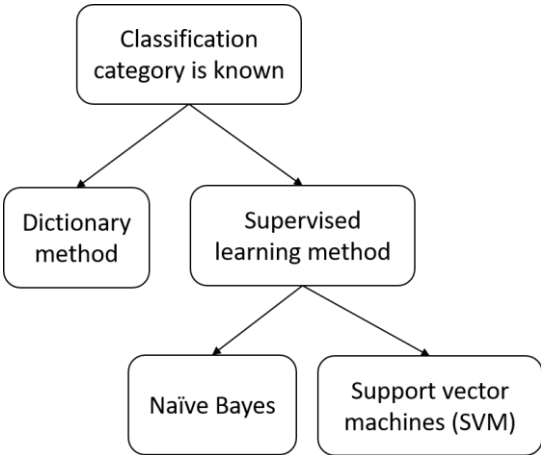 Classification
category is known
Dictionary
method
Supervised
learning method
Naïve Bayes
Support vector
machines (SVM)